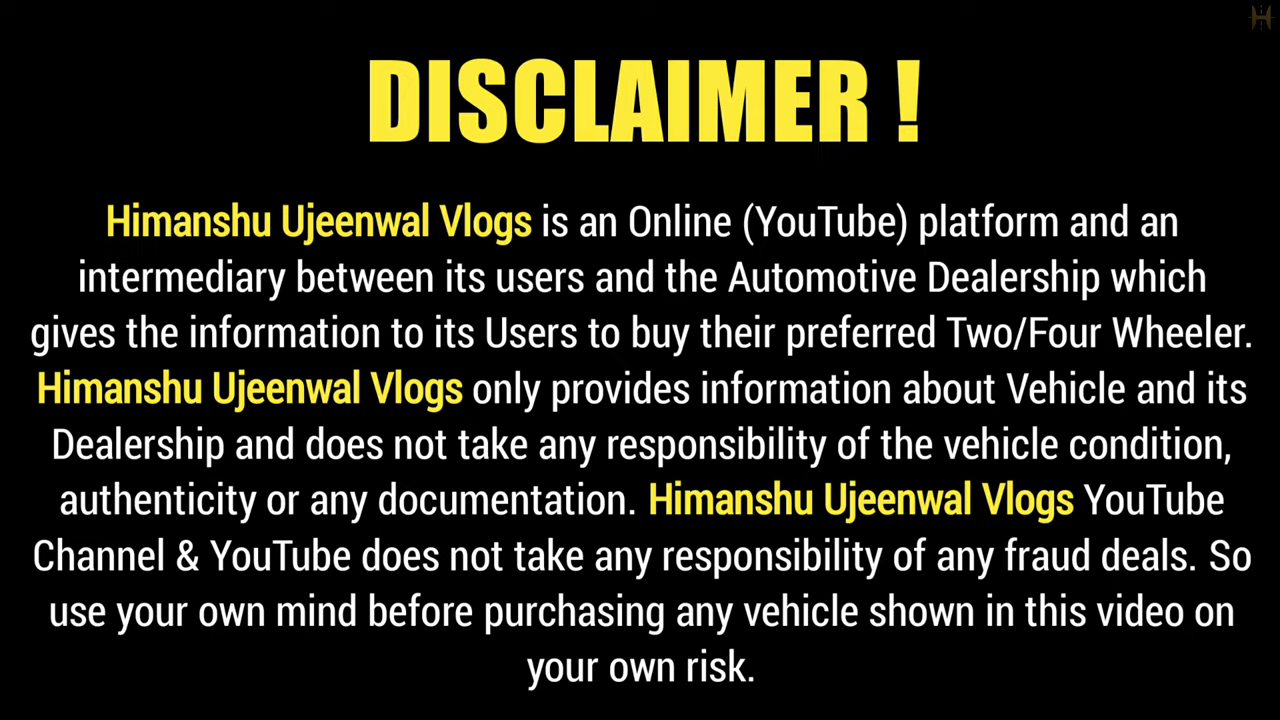 DISCLAIMER !
Himanshu Ujeenwal Vlogs is an Online (YouTube) platform and an
intermediary between its users and the Automotive Dealership which
gives the information to its Users to buy their preferred Two/Four Wheeler.
Himanshu Ujeenwal Vlogs only provides information about Vehicle and its
Dealership and does not take any responsibility of the vehicle condition,
authenticity or any documentation. Himanshu Ujeenwal Vlogs YouTube
Channel & YouTube does not take any responsibility of any fraud deals. So
use your own mind before purchasing any vehicle shown in this video on
your own risk.